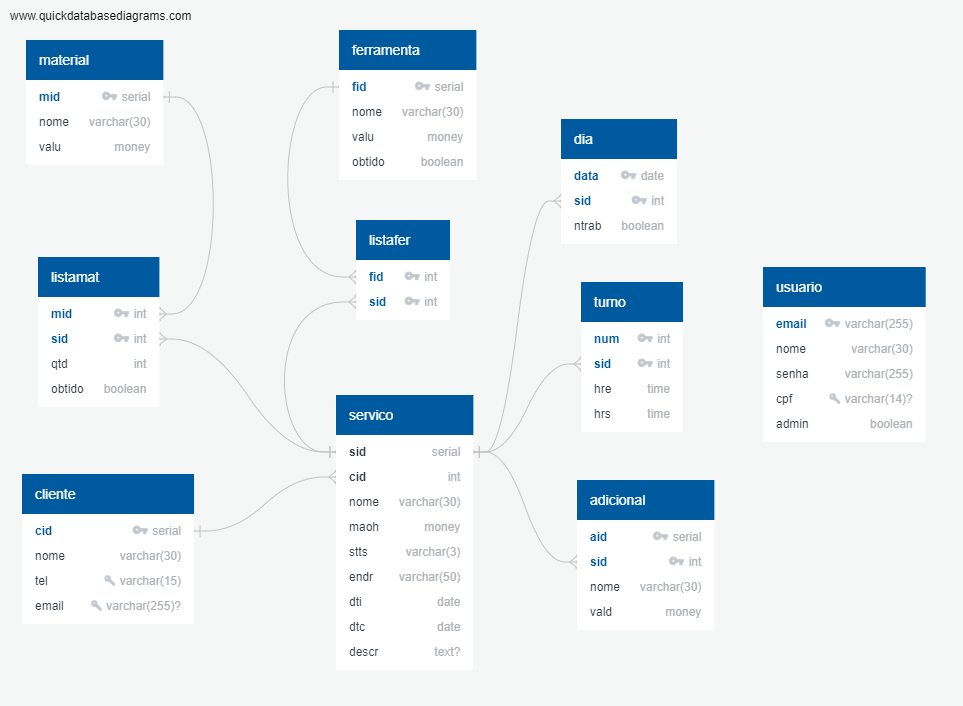 www.quickdatabasediagrams.com
material
mid serial
nome varchar(30)
valu money
ferramenta
fid serial
nome varchar(30)
valu money
obtido boolean
dia
data date
sid int
ntrab boolean
listafer
fid int
sid int
listamat
mid int
sid int
qtd int
obtido boolean
turno
num int
sid int
hre time
hrs time
usuario
email varchar(255)
nome varchar(30)
senha varchar(255)
cpf varchar(14)?
admin boolean
servico
sid serial
cid int
nome varchar(30)
maoh money
stts varchar(3)
endr varchar(50)
dti date
dtc date
descr text?
cliente
cid serial
nome varchar(30)
tel varchar(15)
email varchar(255)?
adicional
aid serial
sid int
nome varchar(30)
vald money